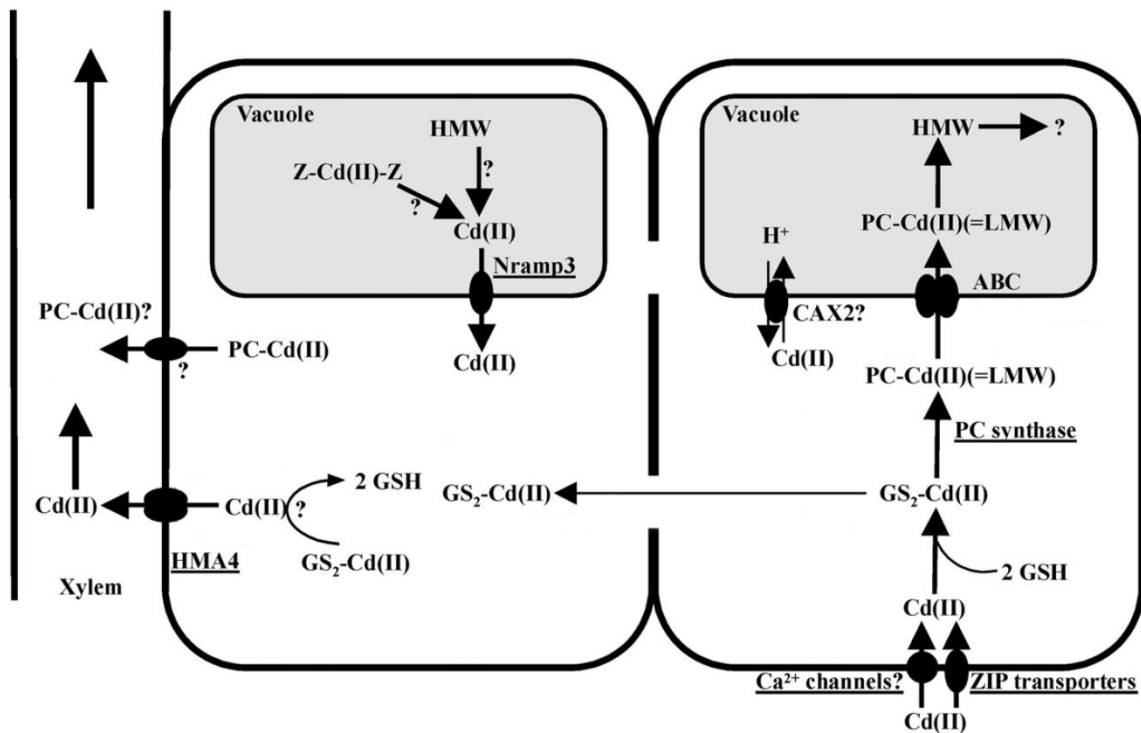 Vacuole
HMW
?
Z-Cd(II)-Z
?
Cd(II)
Nramp3
Cd(II)
PC-Cd(II)?
PC-Cd(II)
?
2 GSH
Cd(II)
Cd(II)
?
GS₂-Cd(II)
HMA4
Xylem
Vacuole
HMW
?
PC-Cd(II)(=LMW)
H⁺
ABC
CAX2?
Cd(II)
PC-Cd(II)(=LMW)
PC synthase
GS₂-Cd(II)
GS₂-Cd(II)
2 GSH
Cd(II)
Ca²⁺ channels?
ZIP transporters
Cd(II)